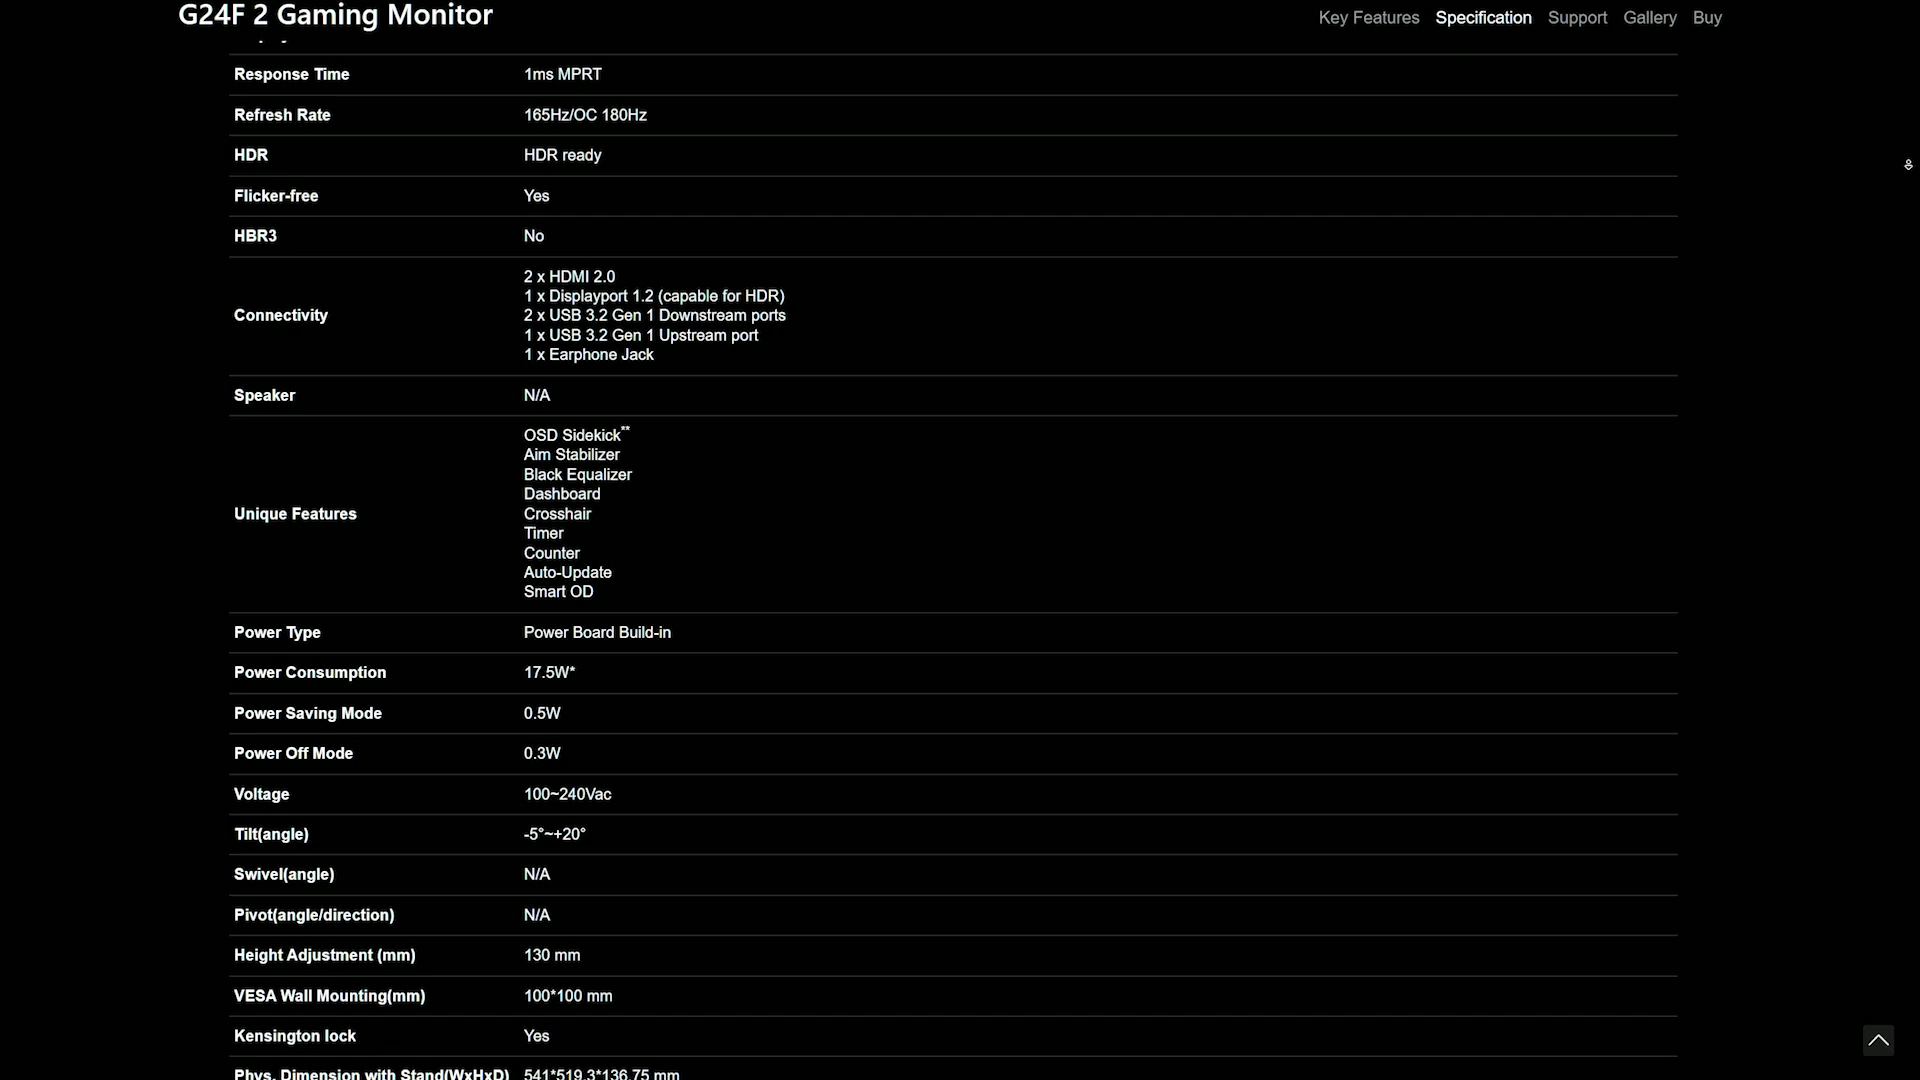 G24F 2 Gaming Monitor
Key Features Specification Support Gallery Buy
Response Time 1ms MPRT
Refresh Rate 165Hz/OC 180Hz
HDR HDR ready
Flicker-free Yes
HBR3 No
Connectivity
2 x HDMI 2.0
1 x Displayport 1.2 (capable for HDR)
2 x USB 3.2 Gen 1 Downstream ports
1 x USB 3.2 Gen 1 Upstream port
1 x Earphone Jack
Speaker N/A
Unique Features
OSD Sidekick**
Aim Stabilizer
Black Equalizer
Dashboard
Crosshair
Timer
Counter
Auto-Update
Smart OD
Power Type Power Board Build-in
Power Consumption 17.5W*
Power Saving Mode 0.5W
Power Off Mode 0.3W
Voltage 100~240Vac
Tilt(angle) -5°~+20°
Swivel(angle) N/A
Pivot(angle/direction) N/A
Height Adjustment (mm) 130 mm
VESA Wall Mounting(mm) 100*100 mm
Kensington lock Yes
Phys. Dimension with Stand(WxHxD) 541*519.3*136.75 mm